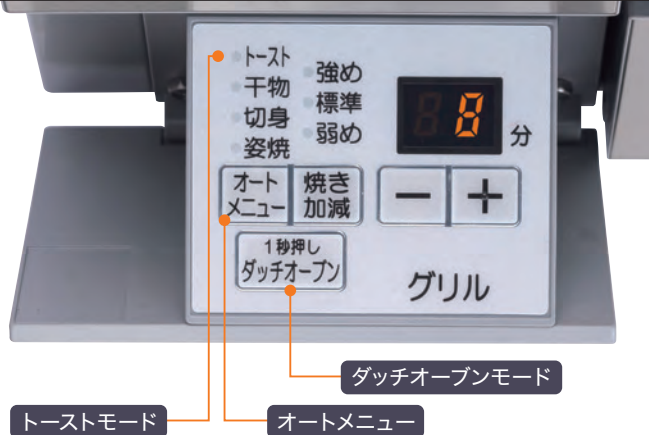 トースト
干物
切身
姿焼
強め
標準
弱め
8
分
オート
メニュー
焼き
加減
−
+
1秒押し
ダッチオーブン
グリル
ダッチオーブンモード
トーストモード
オートメニュー